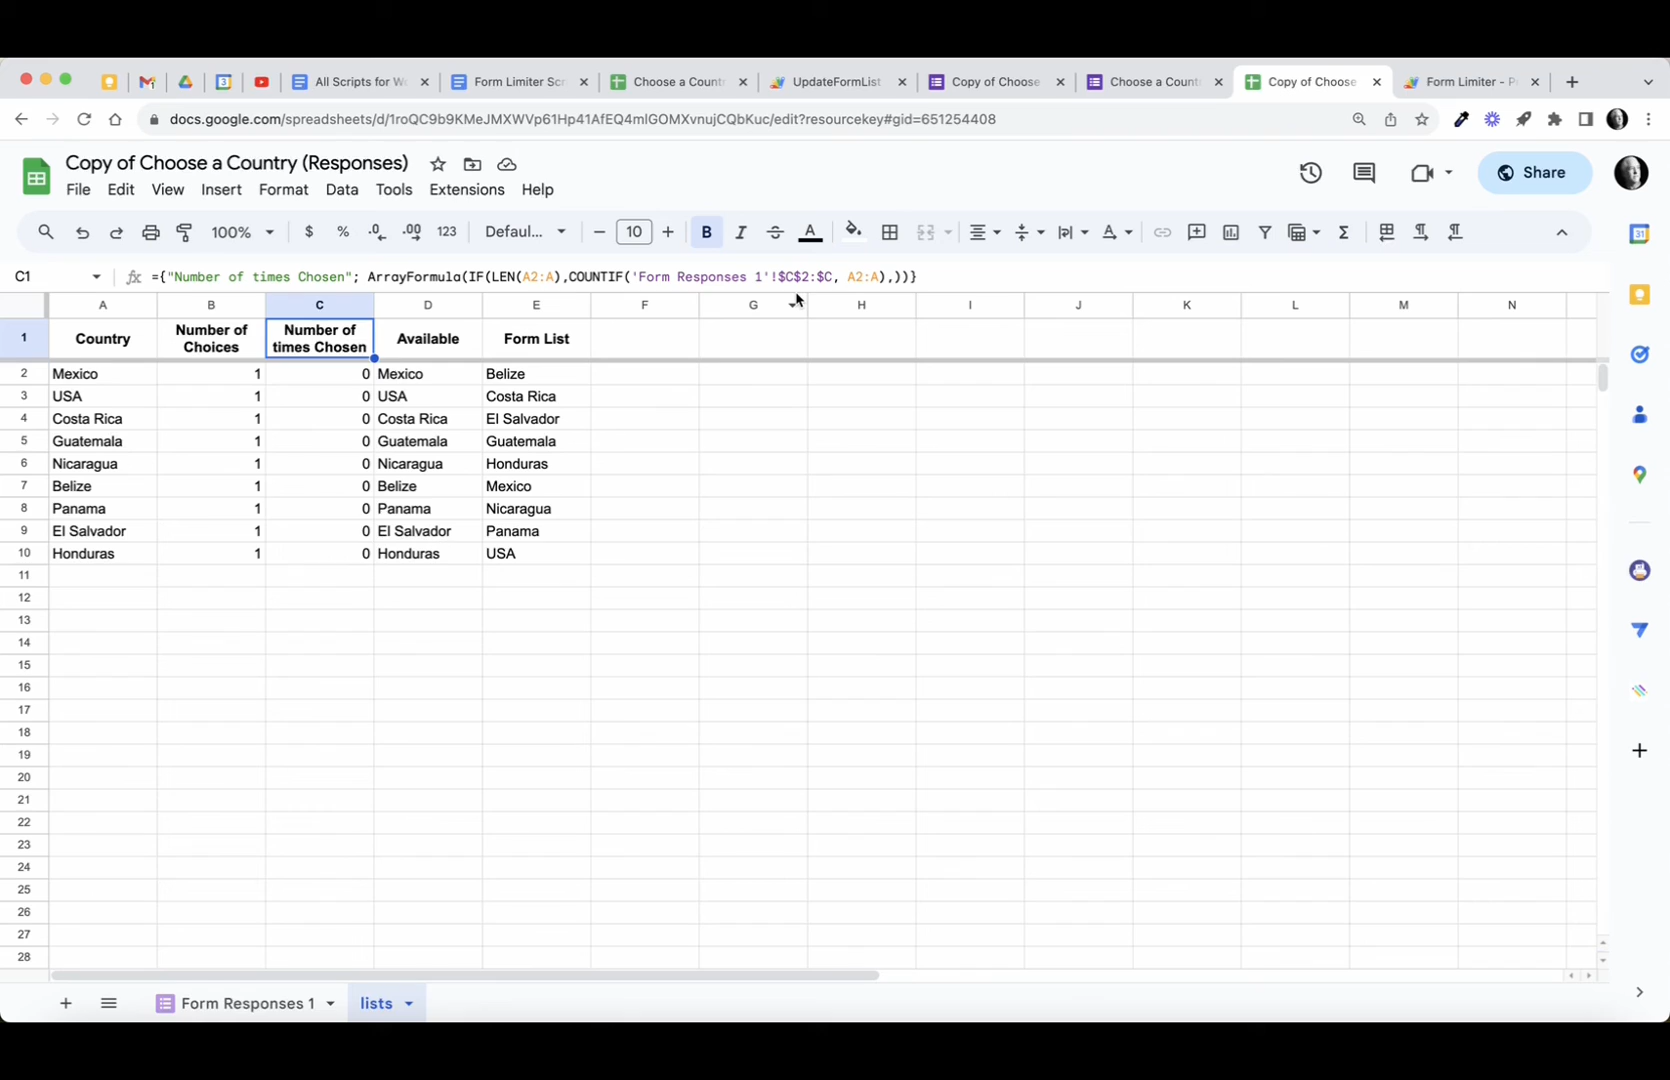 All Scripts for Wo
Form Limiter Scr
Choose a Countr
UpdateFormList
Copy of Choose
Choose a Count
Copy of Choose
Form Limiter - P
docs.google.com/spreadsheets/d/1roQC9b9KMeJMXWVp61Hp41AfEQ4mlGOMXvnujCQbKuc/edit?resourcekey#gid=651254408
Copy of Choose a Country (Responses)
Share
File Edit View Insert Format Data Tools Extensions Help
100% $ % .0 .00 123 Defaul... 10 B I A
31
C1 fx ={"Number of times Chosen"; ArrayFormula(IF(LEN(A2:A),COUNTIF('Form Responses 1'!$C$2:$C, A2:A),))}
A B C D E F G H I J K L M N
1 Country Number of Choices Number of times Chosen Available Form List
2 Mexico 1 0 Mexico Belize
3 USA 1 0 USA Costa Rica
4 Costa Rica 1 0 Costa Rica El Salvador
5 Guatemala 1 0 Guatemala Guatemala
6 Nicaragua 1 0 Nicaragua Honduras
7 Belize 1 0 Belize Mexico
8 Panama 1 0 Panama Nicaragua
9 El Salvador 1 0 El Salvador Panama
10 Honduras 1 0 Honduras USA
11
12
13
14
15
16
17
18
19
20
21
22
23
24
25
26
27
28
Form Responses 1 lists